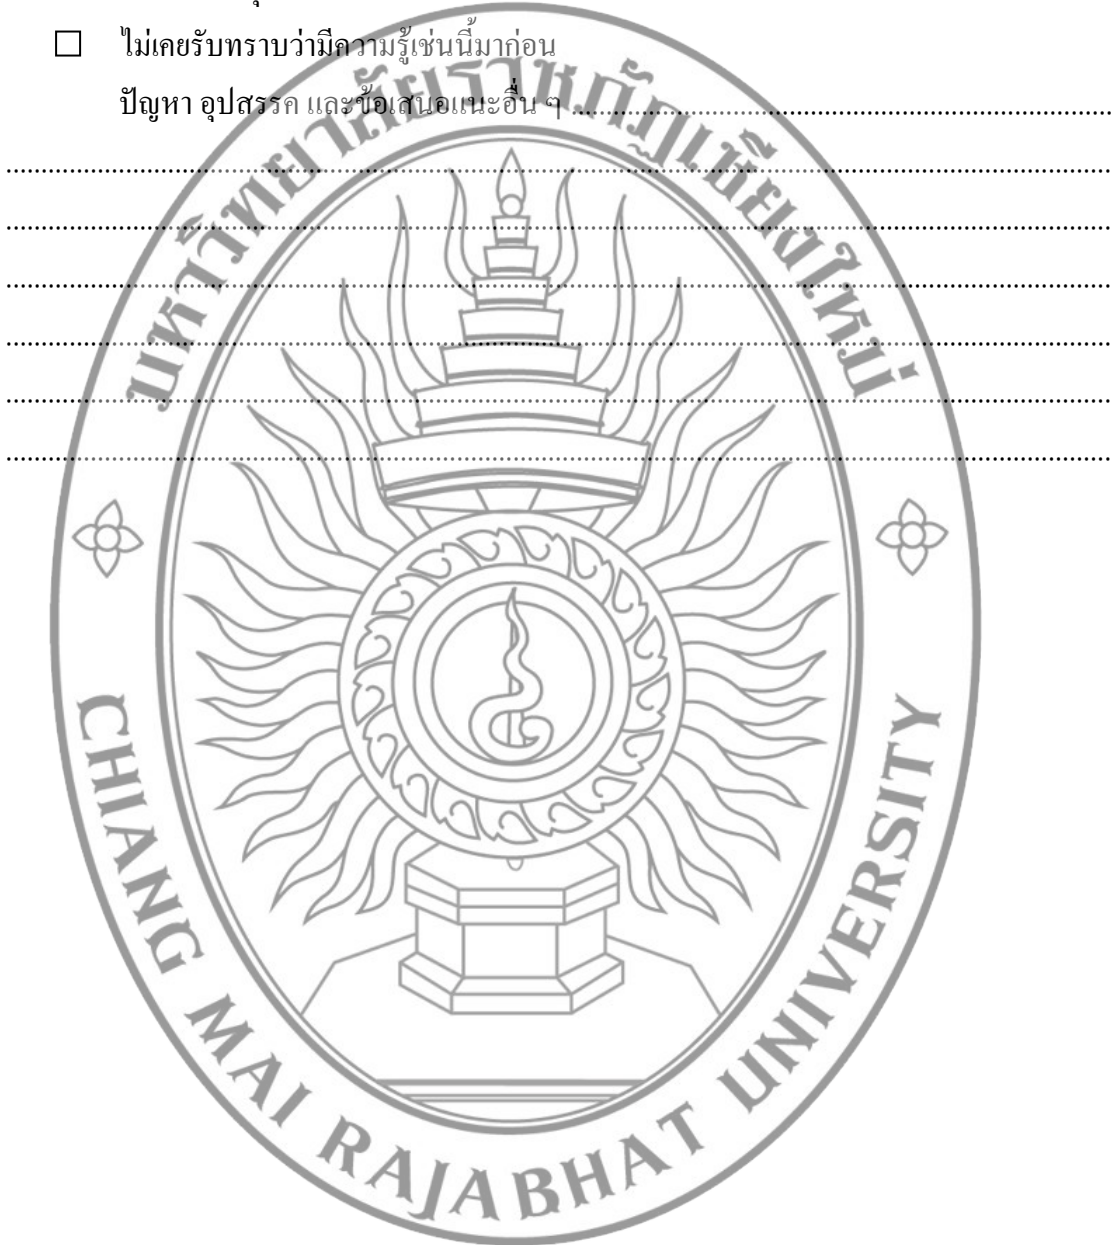 ☐ ไม่เคยรับทราบว่ามีความรู้เช่นนี้มาก่อน
ปัญหา อุปสรรค และข้อเสนอแนะอื่น ๆ ................................................................
................................................................................................................................
................................................................................................................................
................................................................................................................................
................................................................................................................................
................................................................................................................................
................................................................................................................................
มหาวิทยาลัยราชภัฏเชียงใหม่
CHIANG MAI RAJABHAT UNIVERSITY